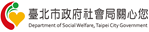 臺北市政府社會局關心您
Department of Social Welfare, Taipei City Government